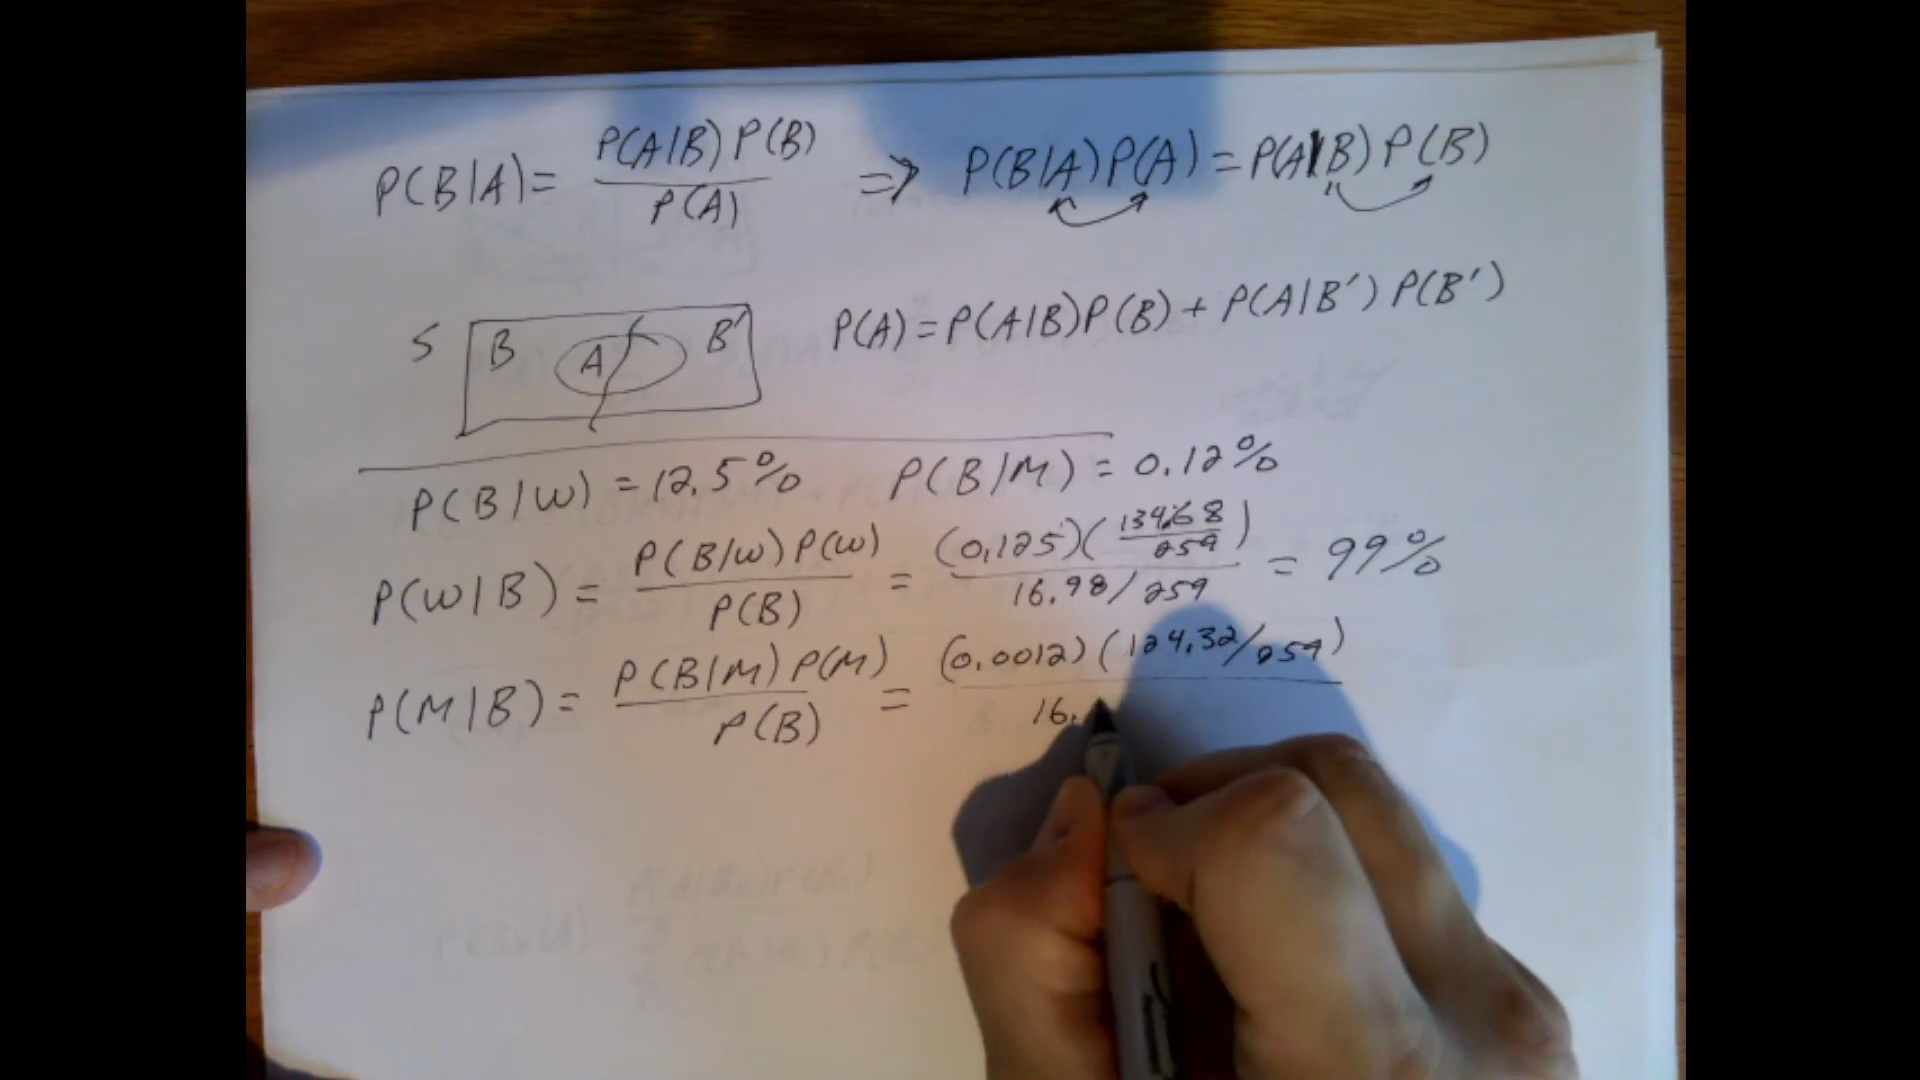 P(B|A) = P(A|B) P(B) / P(A) => P(B|A) P(A) = P(A|B) P(B)
S B A B' P(A) = P(A|B) P(B) + P(A|B') P(B')
P(B|W) = 12.5% P(B|M) = 0.12%
P(W|B) = P(B|W) P(W) / P(B) = (0.125)(134.68/259) / 16.98/259 = 99%
P(M|B) = P(B|M) P(M) / P(B) = (0.0012)(124.32/259) / 16.